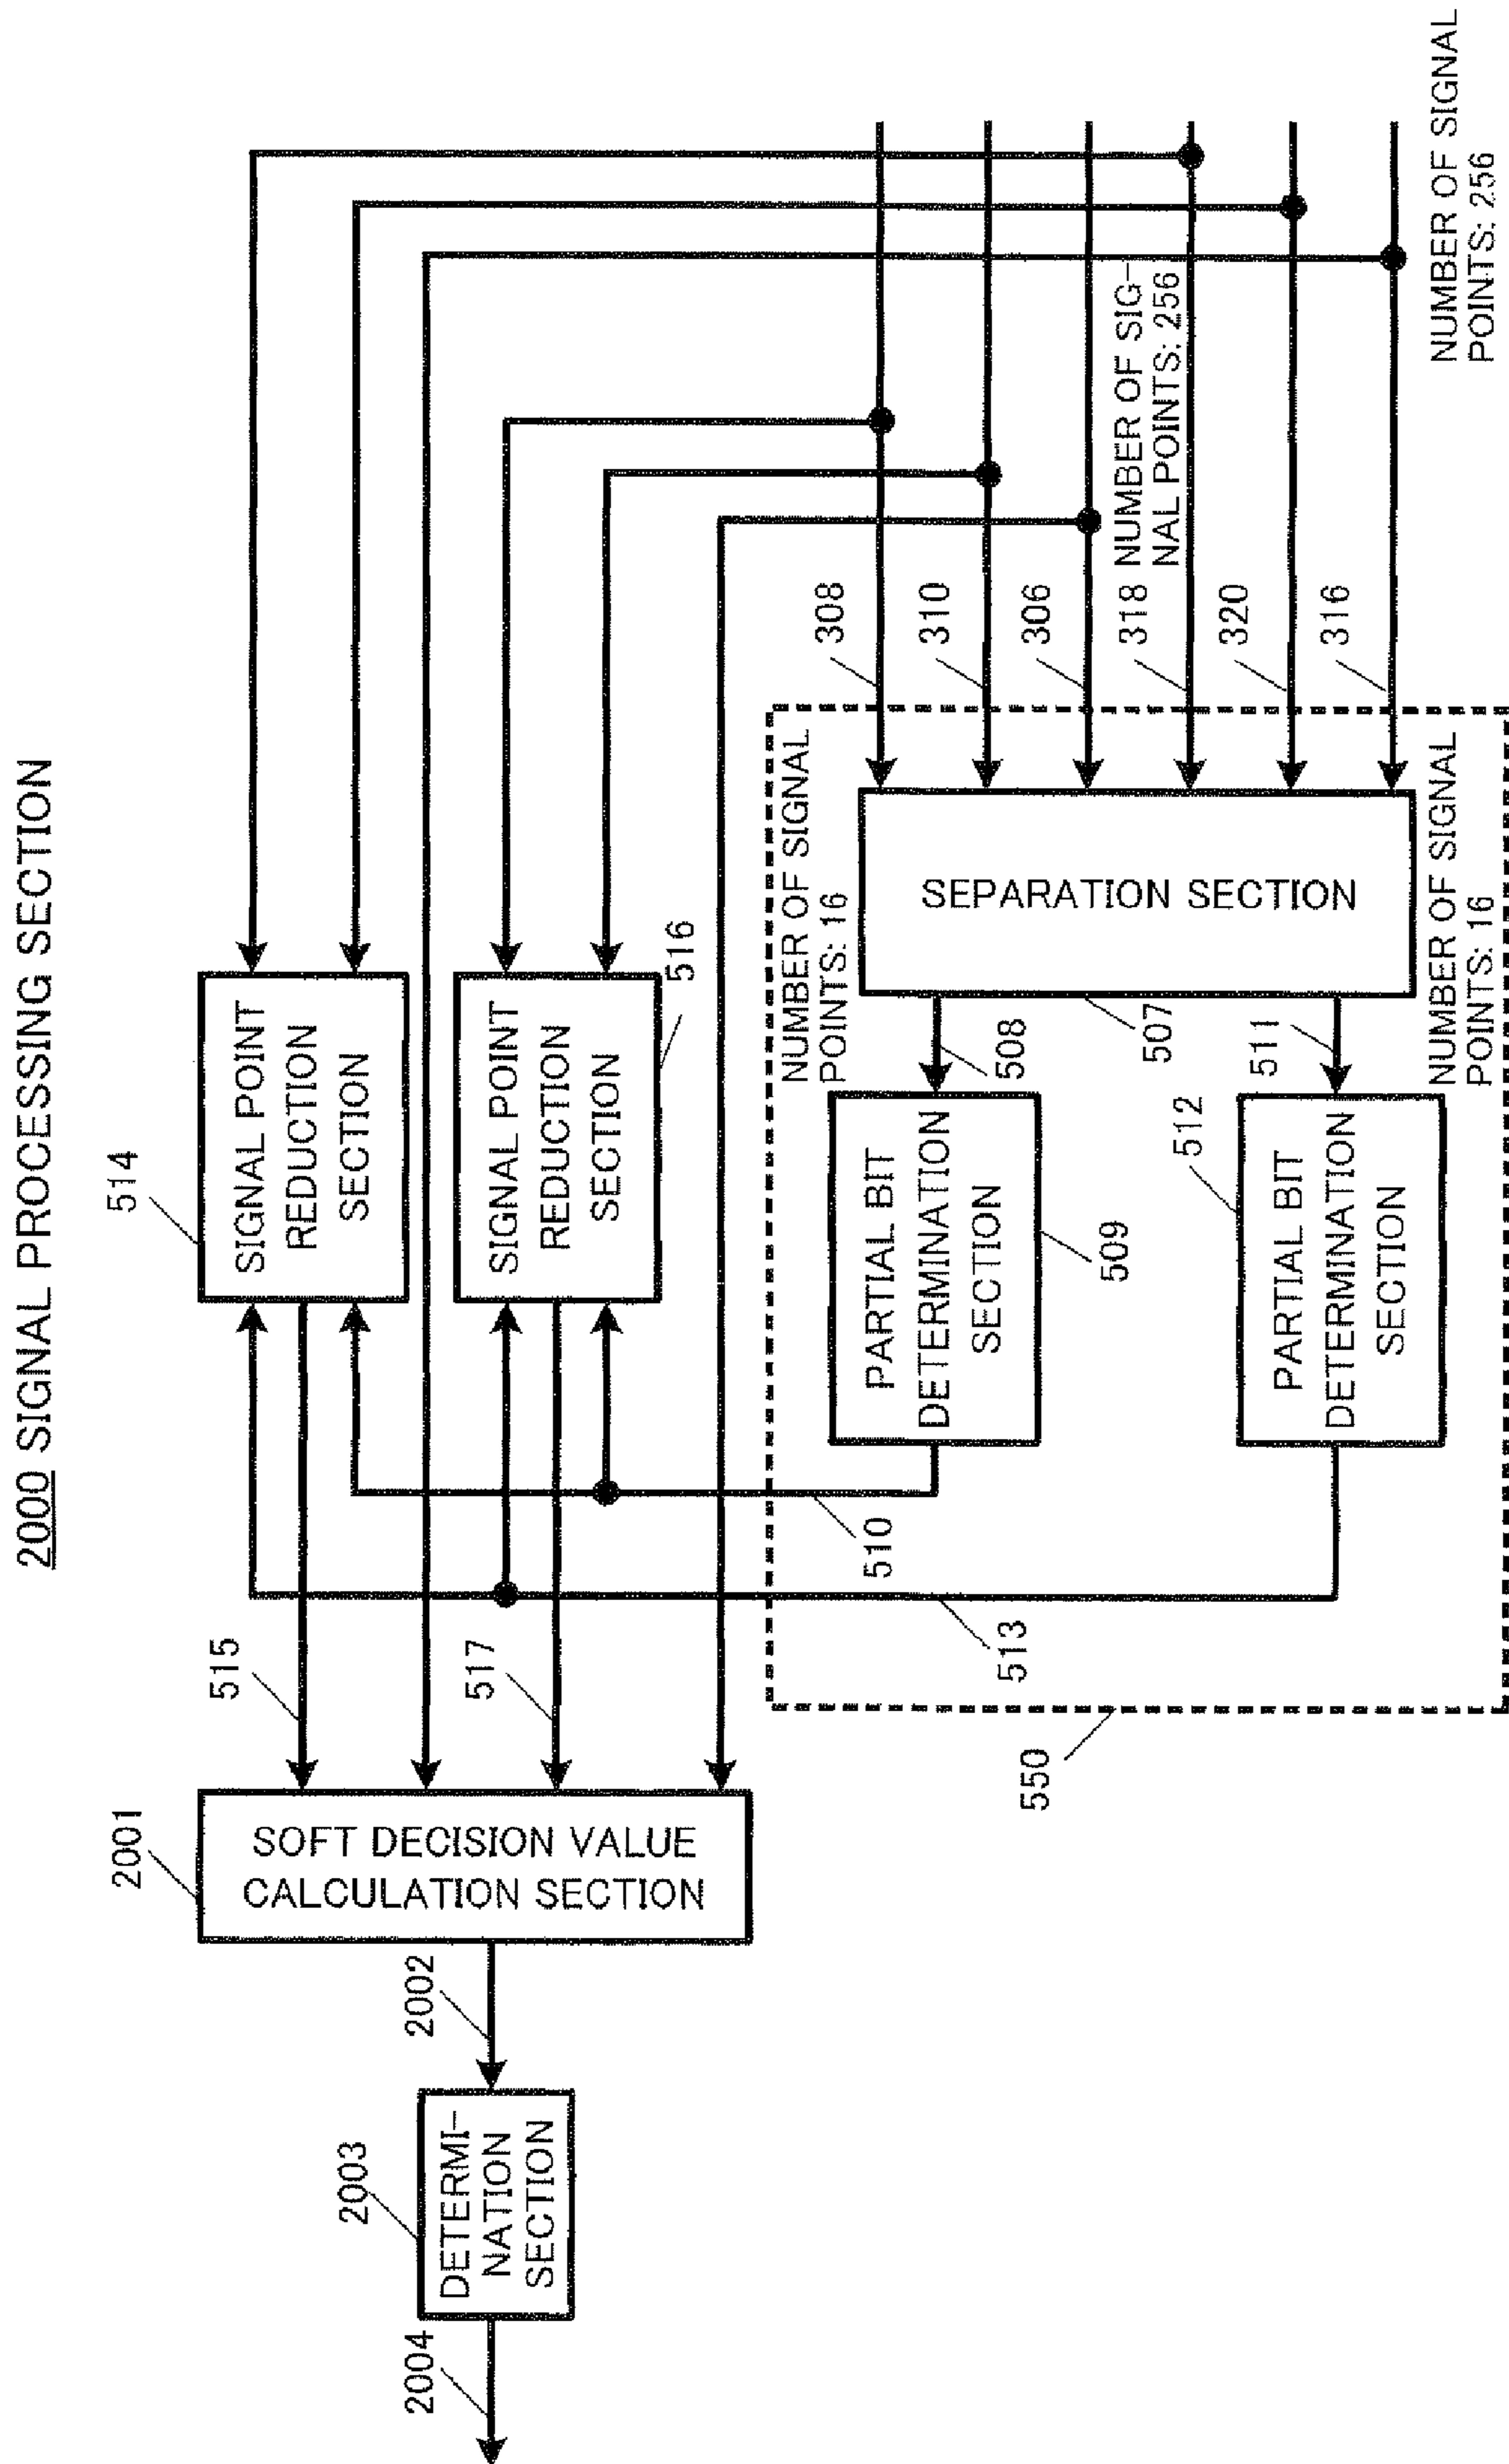 2000 SIGNAL PROCESSING SECTION
514
SIGNAL POINT
REDUCTION
SECTION
SIGNAL POINT
REDUCTION
SECTION
516
515
517
2001
SOFT DECISION VALUE
CALCULATION SECTION
2002
2003
DETERMI-
NATION
SECTION
2004
308
310
306
NUMBER OF SIG-
NAL POINTS: 256
318
320
316
NUMBER OF SIGNAL
POINTS: 256
NUMBER OF SIGNAL
POINTS: 16
SEPARATION SECTION
507
508
511
NUMBER OF SIGNAL
POINTS: 16
PARTIAL BIT
DETERMINATION
SECTION
509
512
PARTIAL BIT
DETERMINATION
SECTION
510
513
550